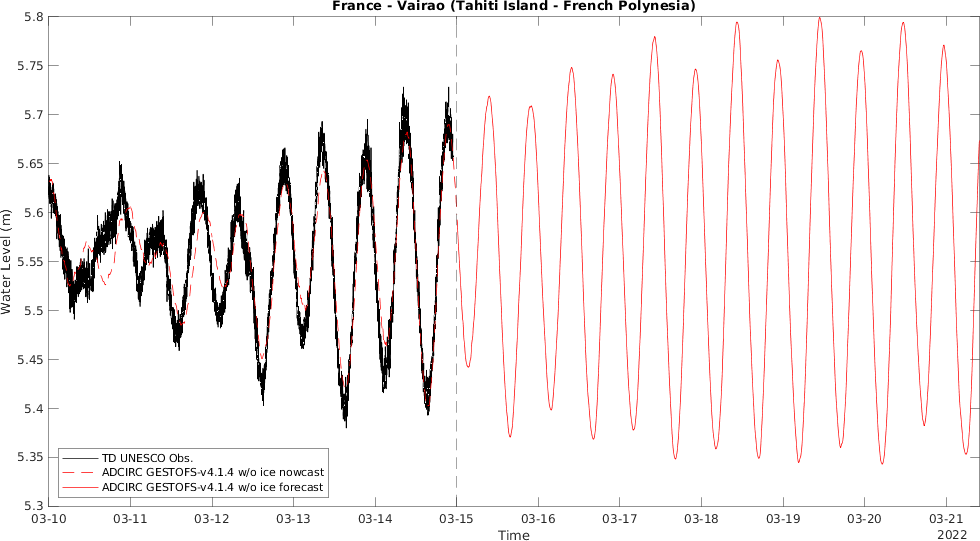 France - Vairao (Tahiti Island - French Polynesia)
5.8
5.75
5.7
5.65
5.6
5.55
5.5
5.45
5.4
5.35
5.3
Water Level (m)
TD UNESCO Obs.
ADCIRC GESTOFS-v4.1.4 w/o ice nowcast
ADCIRC GESTOFS-v4.1.4 w/o ice forecast
03-10 03-11 03-12 03-13 03-14 03-15 03-16 03-17 03-18 03-19 03-20 03-21
Time
2022